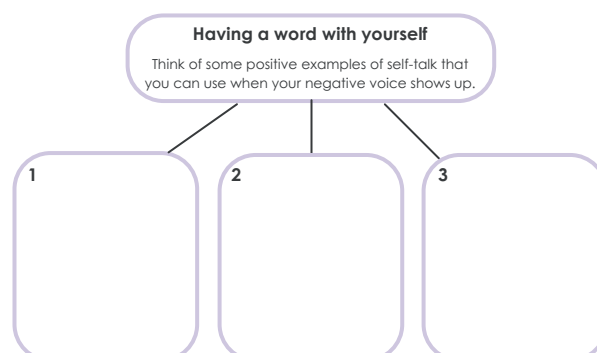 Having a word with yourself
Think of some positive examples of self-talk that
you can use when your negative voice shows up.
1
2
3